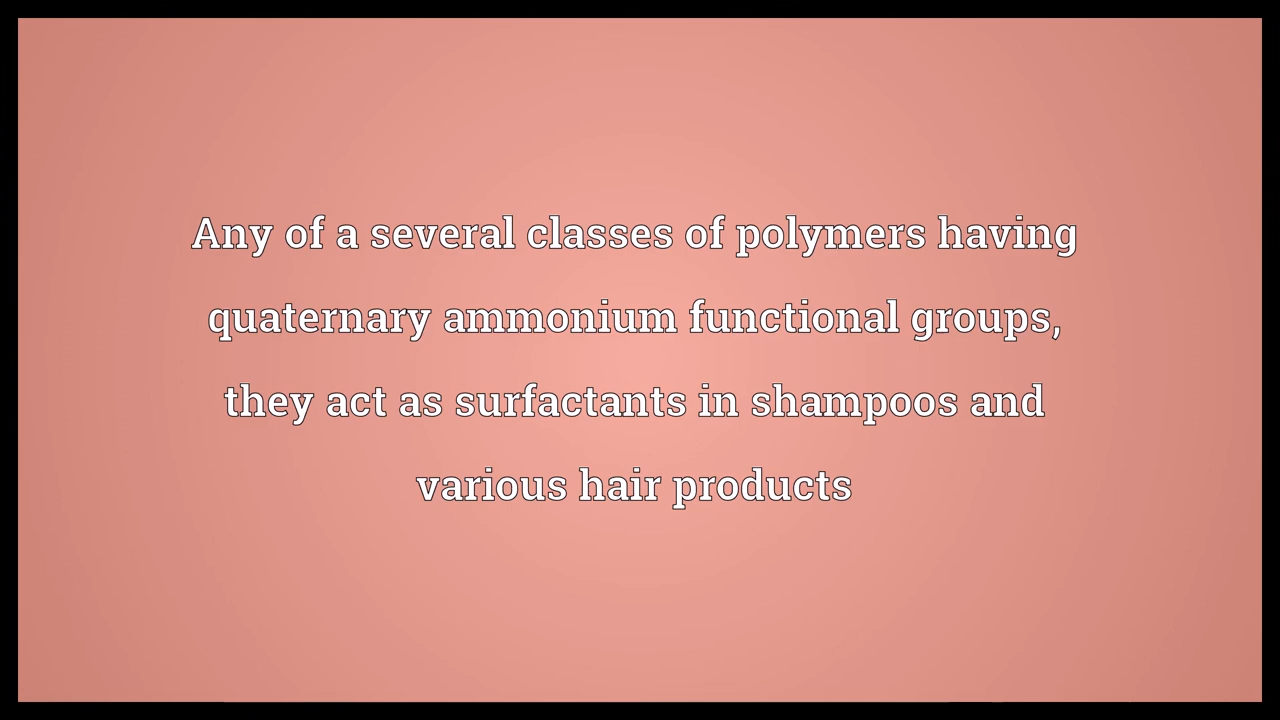 Any of a several classes of polymers having
quaternary ammonium functional groups,
they act as surfactants in shampoos and
various hair products